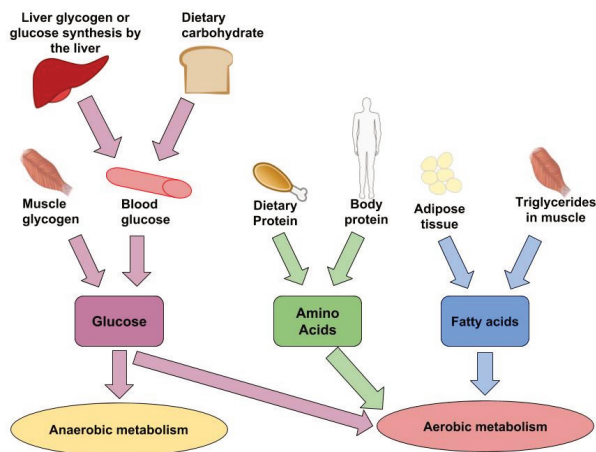 Liver glycogen or
glucose synthesis by
the liver
Dietary
carbohydrate
Muscle
glycogen
Blood
glucose
Dietary
Protein
Body
protein
Adipose
tissue
Triglycerides
in muscle
Glucose
Amino
Acids
Fatty acids
Anaerobic metabolism
Aerobic metabolism